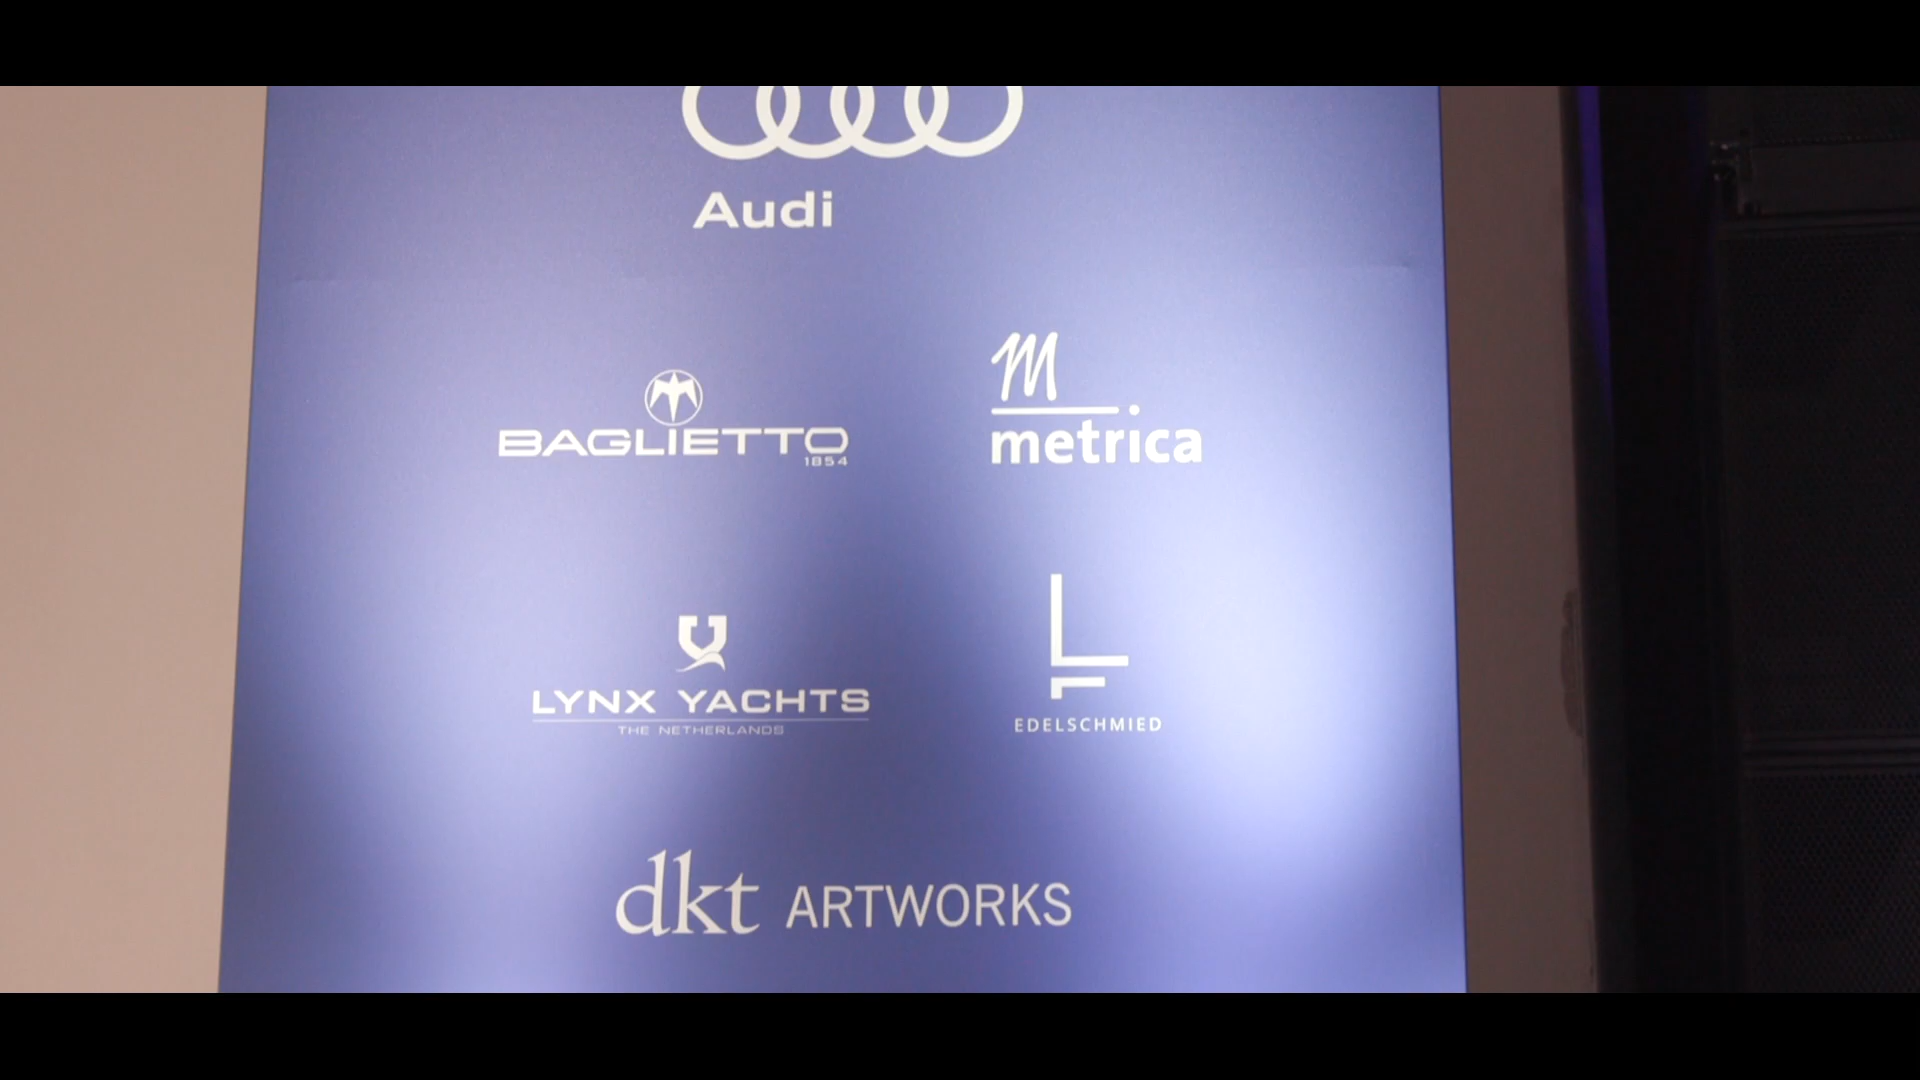 Audi
BAGLIETTO
1854
m
metrica
LYNX YACHTS
THE NETHERLANDS
EDELSCHMIED
dkt ARTWORKS